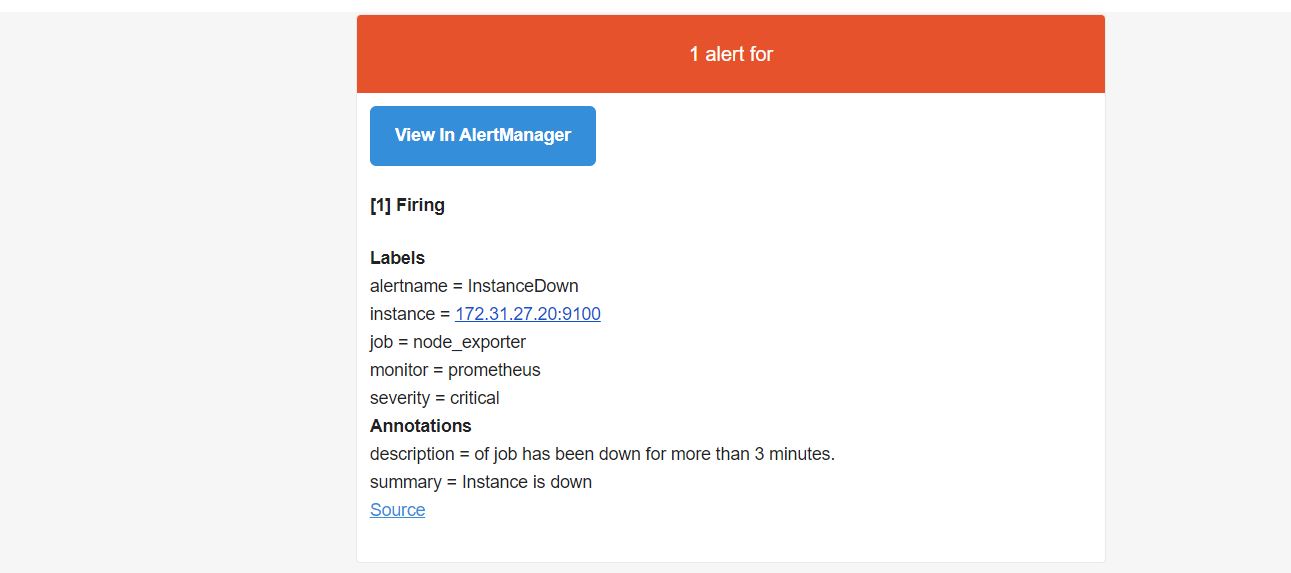 1 alert for
View In AlertManager
[1] Firing
Labels
alertname = InstanceDown
instance = 172.31.27.20:9100
job = node_exporter
monitor = prometheus
severity = critical
Annotations
description = of job has been down for more than 3 minutes.
summary = Instance is down
Source